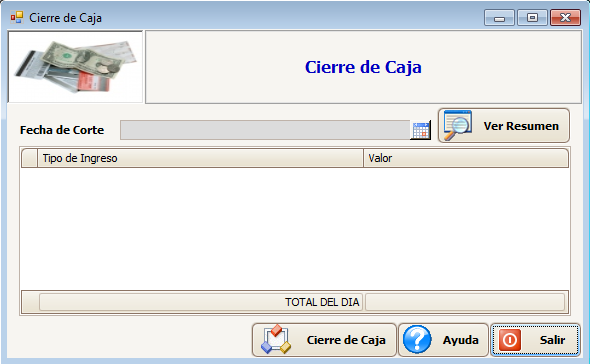 Cierre de Caja
Cierre de Caja
Fecha de Corte
Ver Resumen
Tipo de Ingreso Valor
TOTAL DEL DIA
Cierre de Caja Ayuda Salir